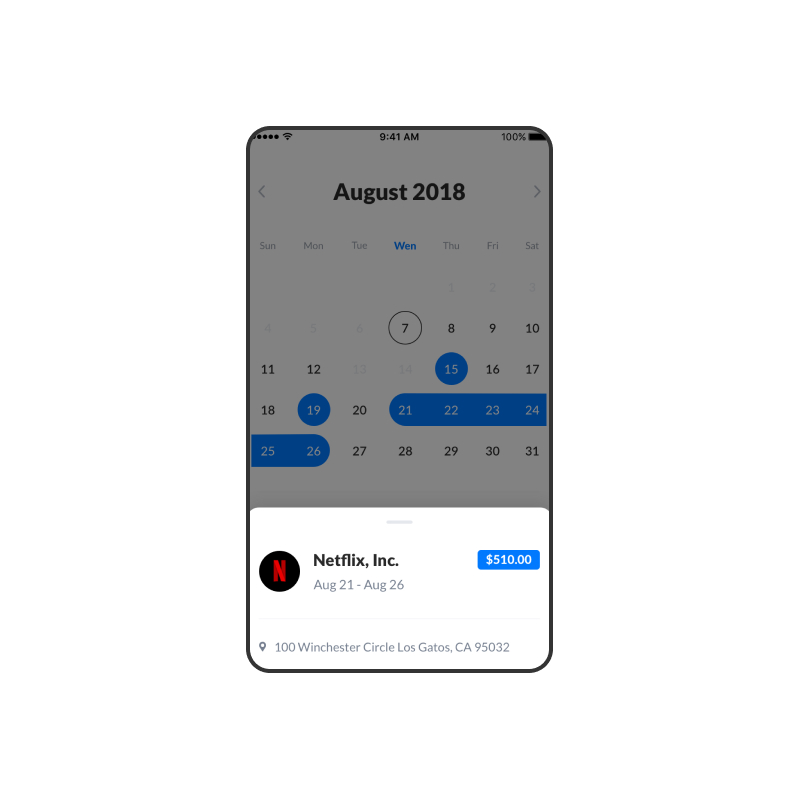 9:41 AM 100%
August 2018
Sun Mon Tue Wen Thu Fri Sat
1 2 3
4 5 6 7 8 9 10
11 12 13 14 15 16 17
18 19 20 21 22 23 24
25 26 27 28 29 30 31
N Netflix, Inc. $510.00
Aug 21 - Aug 26
100 Winchester Circle Los Gatos, CA 95032